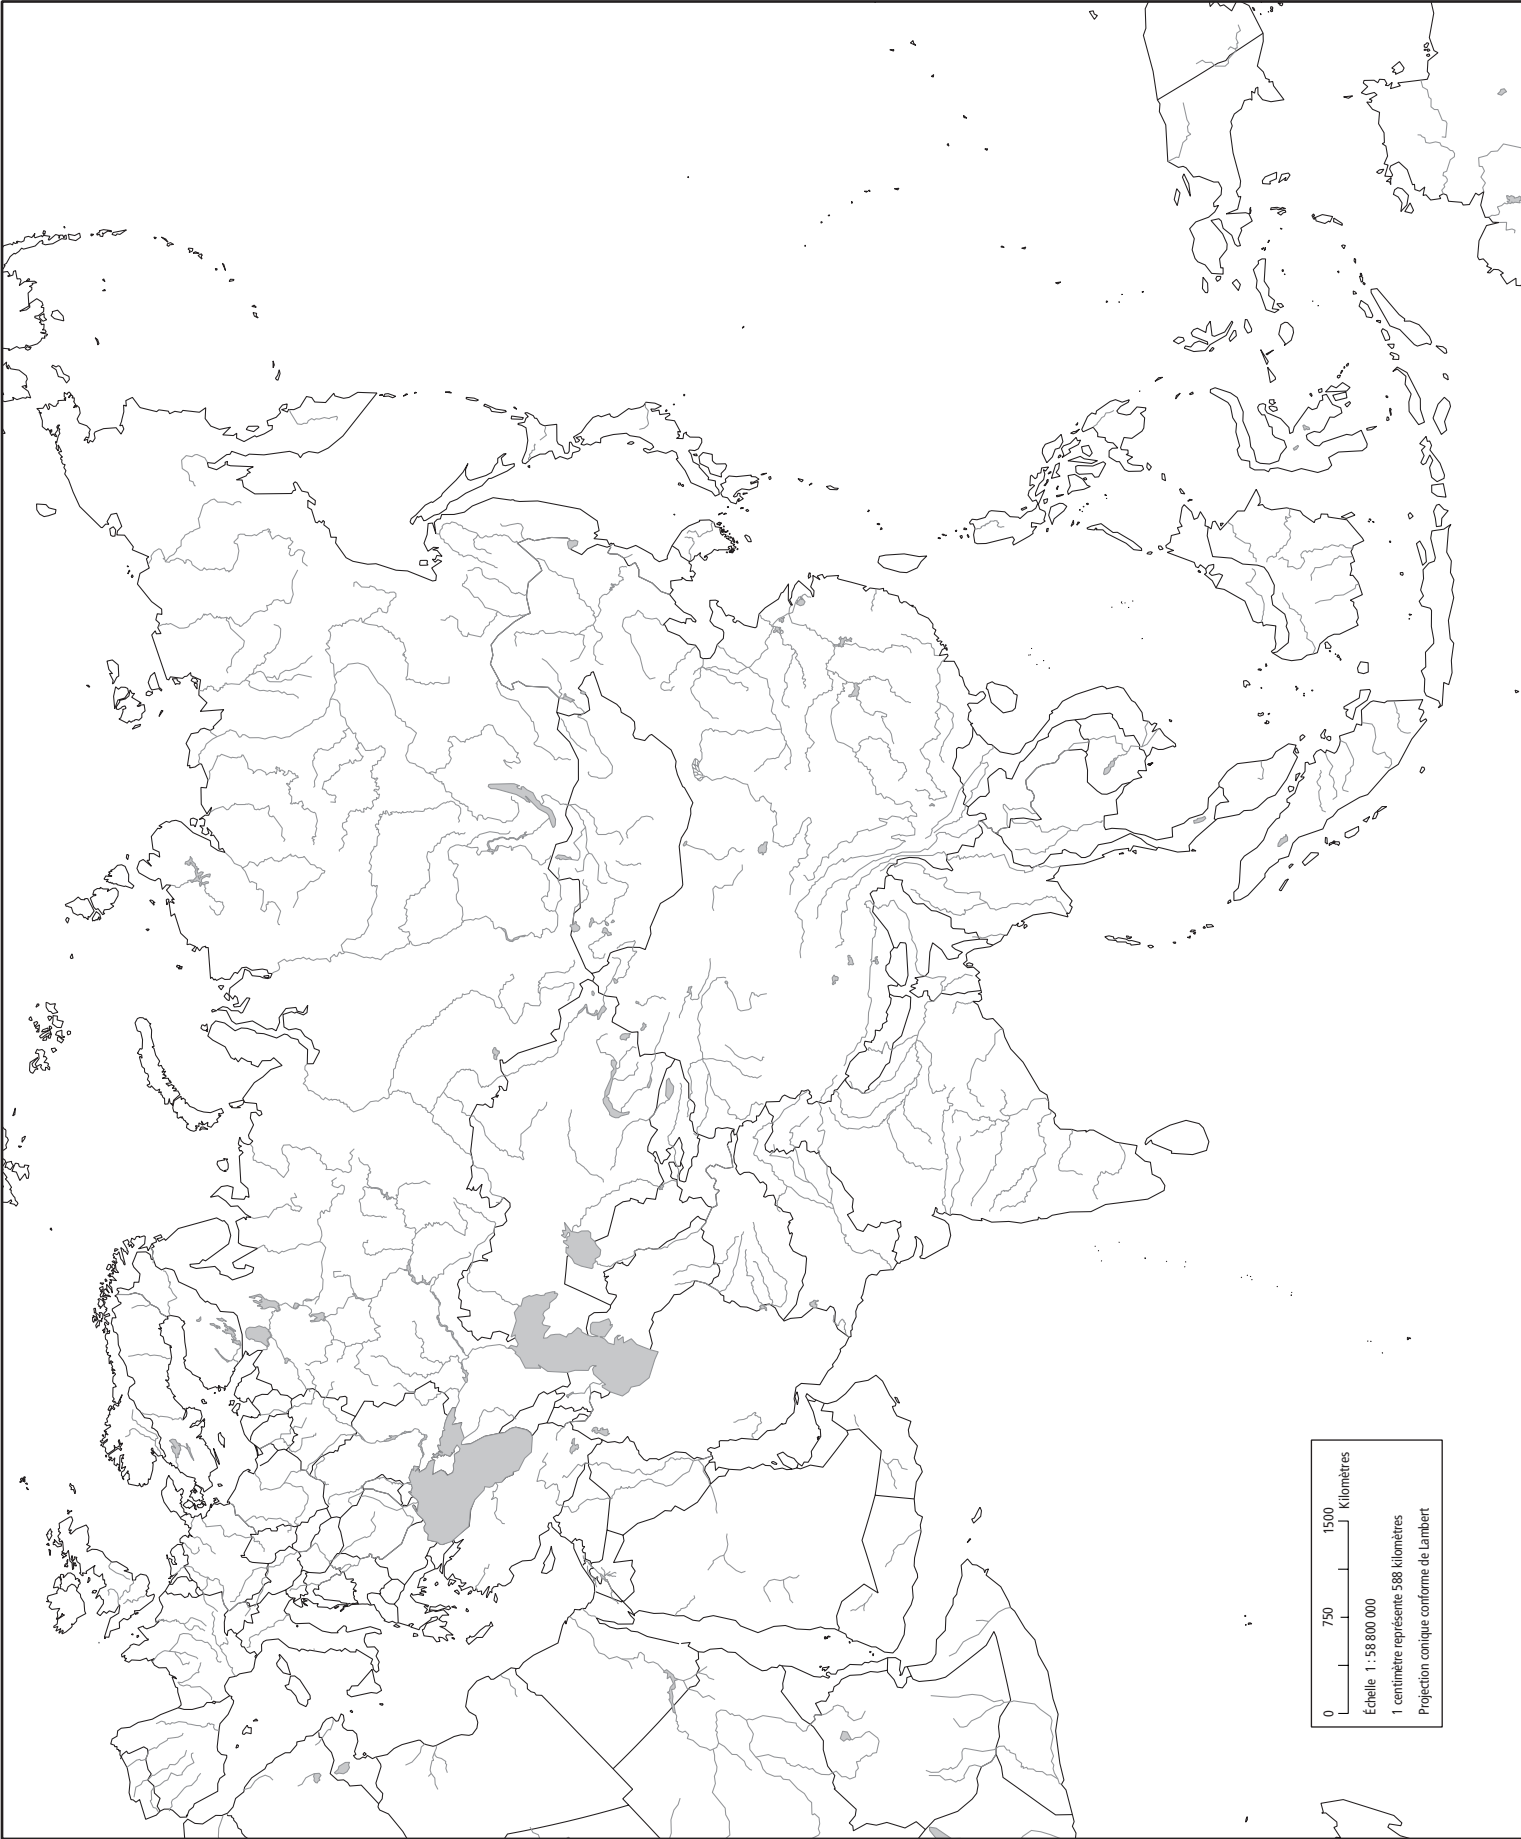 0 750 1500
Kilomètres
Échelle 1 : 58 800 000
1 centimètre représente 588 kilomètres
Projection conique conforme de Lambert